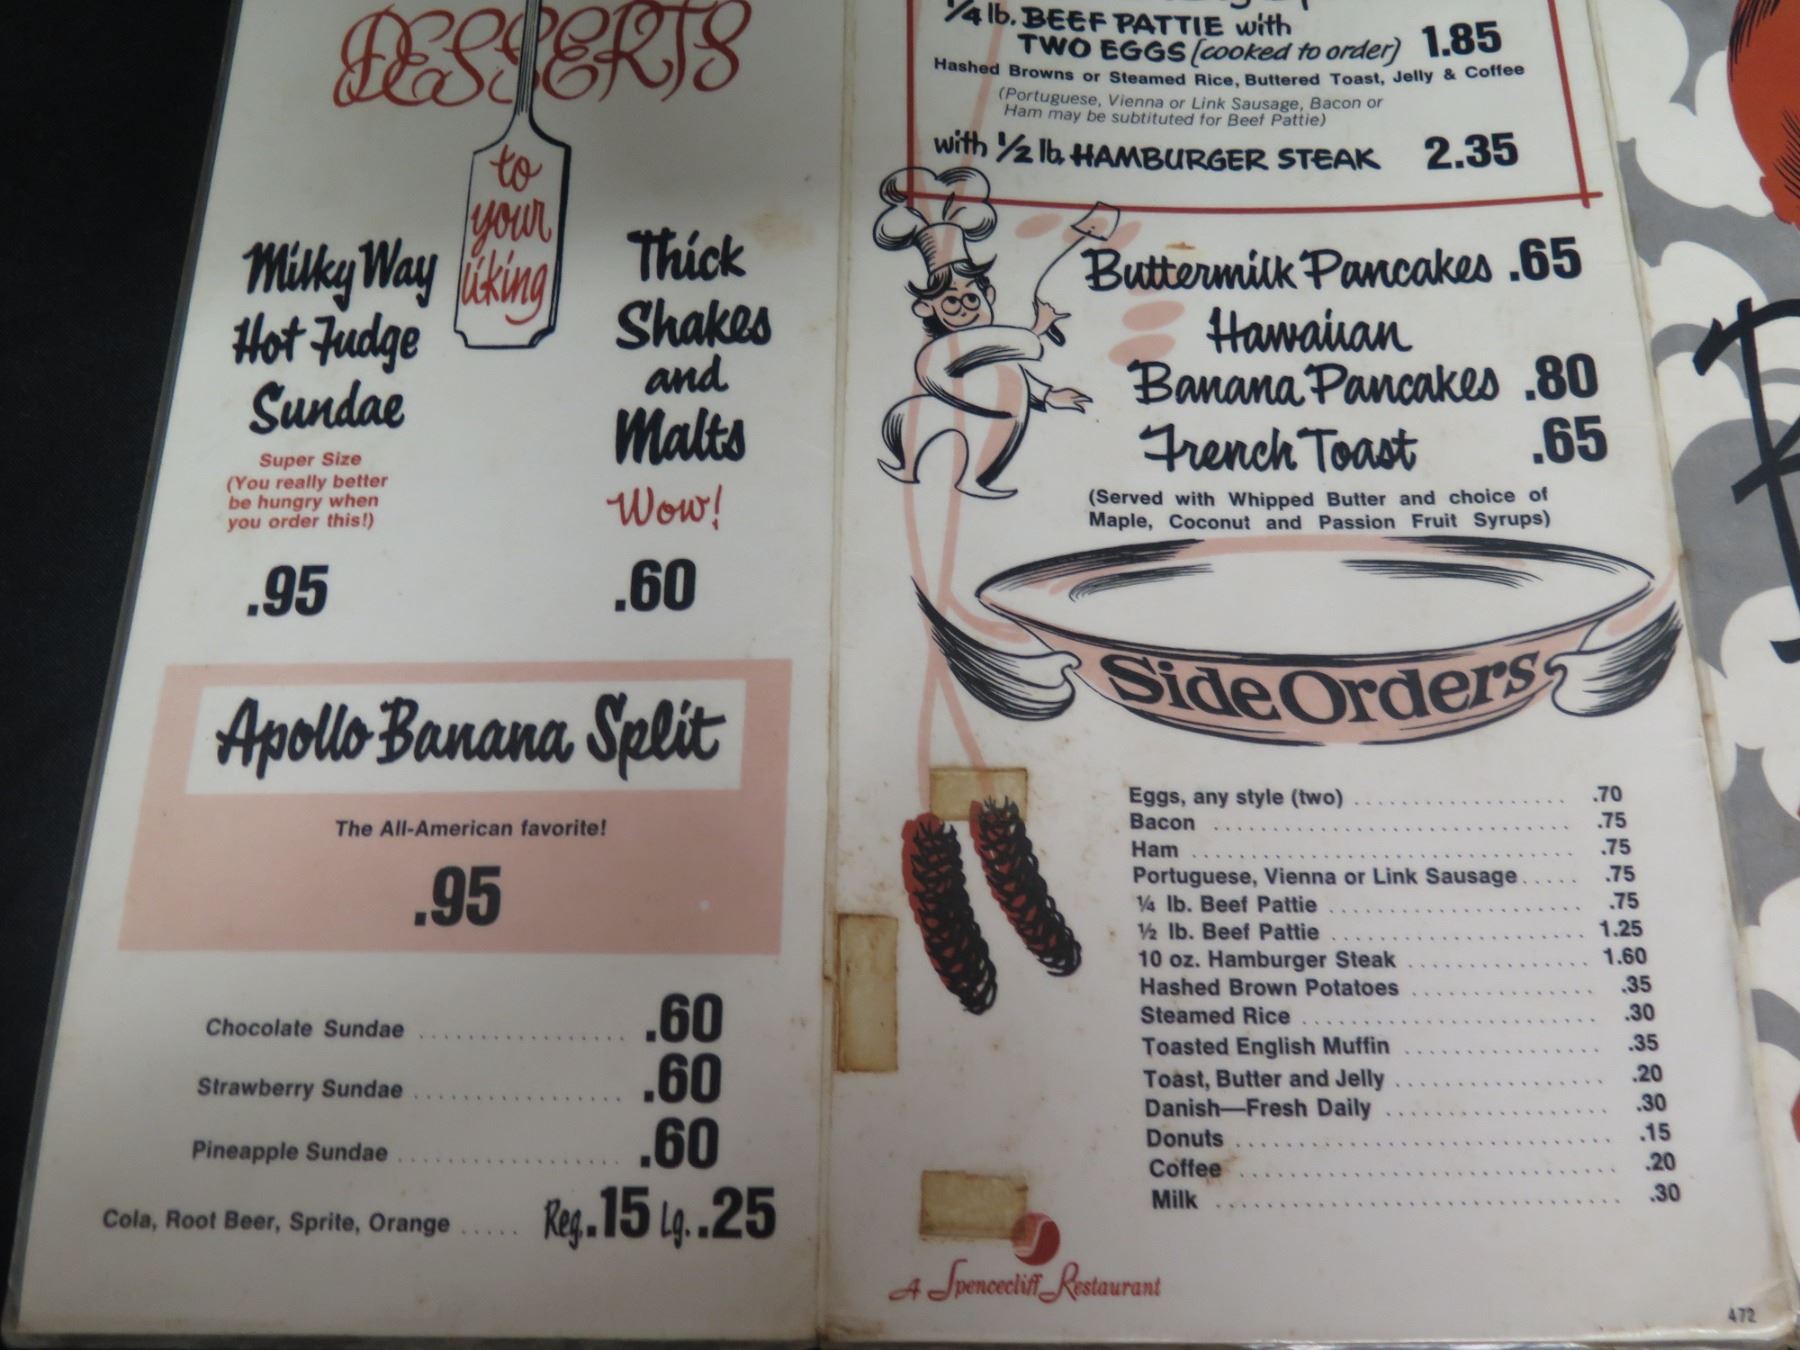 DESSERTS
to
your
liking
Milky Way
Hot Fudge
Sundae
Super Size
(You really better
be hungry when
you order this!)
.95
Thick
Shakes
and
Malts
Wow!
.60
Apollo Banana Split
The All-American favorite!
.95
Chocolate Sundae .60
Strawberry Sundae .60
Pineapple Sundae .60
Cola, Root Beer, Sprite, Orange Reg. .15 Lg. .25
1/4 lb. BEEF PATTIE with
TWO EGGS (cooked to order) 1.85
Hashed Browns or Steamed Rice, Buttered Toast, Jelly & Coffee
(Portuguese, Vienna or Link Sausage, Bacon or
Ham may be subtituted for Beef Pattie)
with 1/2 lb. HAMBURGER STEAK 2.35
Buttermilk Pancakes .65
Hawaiian
Banana Pancakes .80
French Toast .65
(Served with Whipped Butter and choice of
Maple, Coconut and Passion Fruit Syrups)
Side Orders
Eggs, any style (two) .70
Bacon .75
Ham .75
Portuguese, Vienna or Link Sausage .75
¼ lb. Beef Pattie .75
½ lb. Beef Pattie 1.25
10 oz. Hamburger Steak 1.60
Hashed Brown Potatoes .35
Steamed Rice .30
Toasted English Muffin .35
Toast, Butter and Jelly .20
Danish—Fresh Daily .30
Donuts .15
Coffee .20
Milk .30
A Spencecliff Restaurant
472